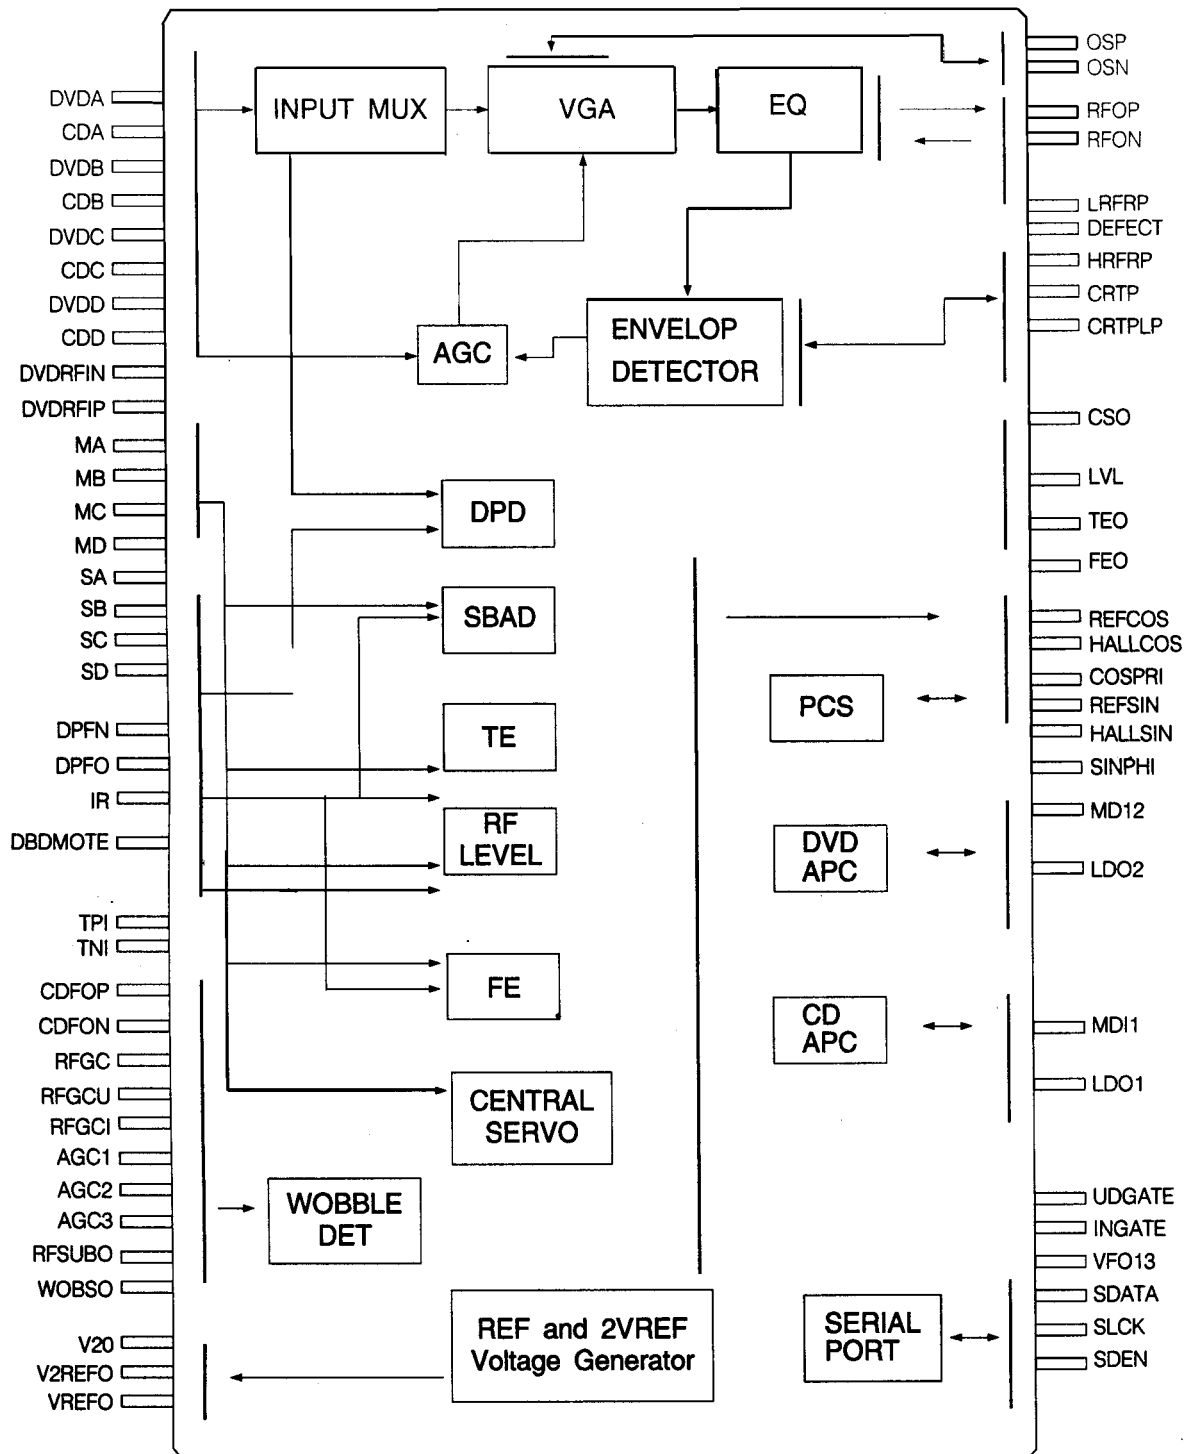 DVDA
CDA
DVDB
CDB
DVDC
CDC
DVDD
CDD
DVDRFIN
DVDRFIP
MA
MB
MC
MD
SA
SB
SC
SD
DPFN
DPFO
IR
DBDMOTE
TPI
TNI
CDFOP
CDFON
RFGC
RFGCU
RFGCI
AGC1
AGC2
AGC3
RFSUBO
WOBSO
V20
V2REFO
VREFO
INPUT MUX
VGA
EQ
AGC
ENVELOP
DETECTOR
DPD
SBAD
TE
RF
LEVEL
FE
CENTRAL
SERVO
WOBBLE
DET
REF and 2VREF
Voltage Generator
PCS
DVD
APC
CD
APC
SERIAL
PORT
OSP
OSN
RFOP
RFON
LRFRP
DEFECT
HRFRP
CRTP
CRTPLP
CSO
LVL
TEO
FEO
REFCOS
HALLCOS
COSPRI
REFSIN
HALLSIN
SINPHI
MD12
LDO2
MDI1
LDO1
UDGATE
INGATE
VFO13
SDATA
SLCK
SDEN